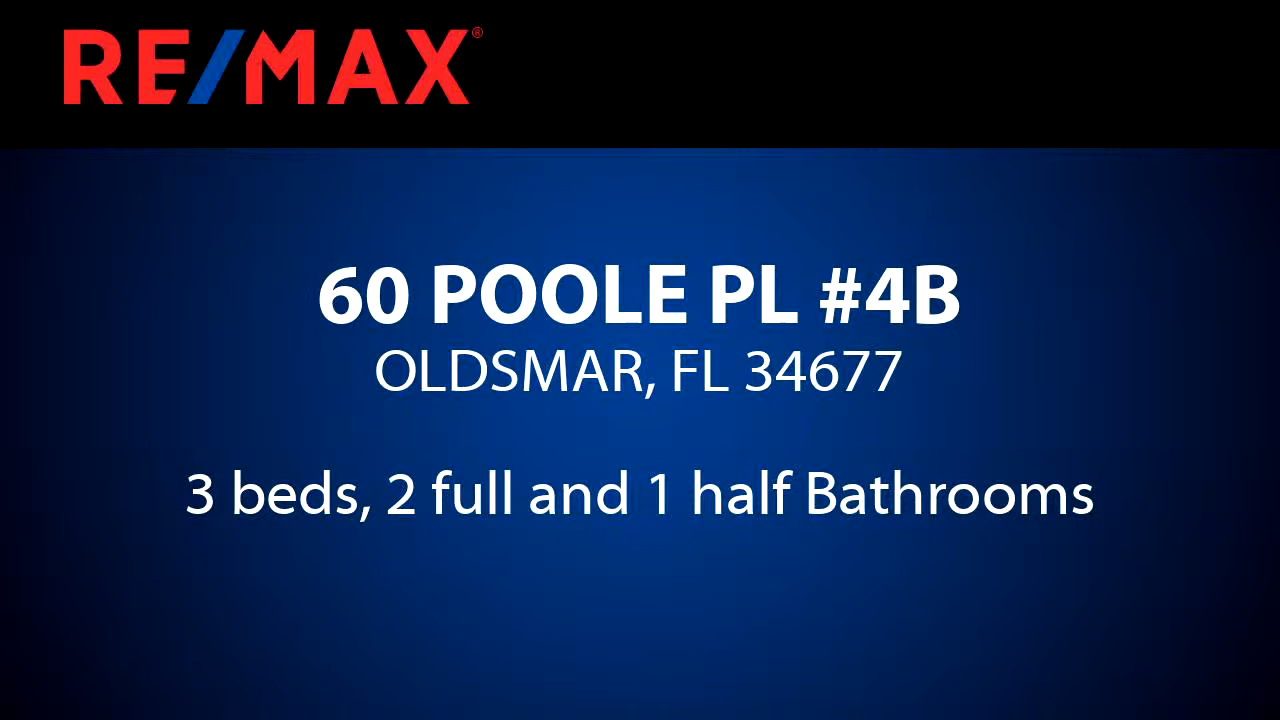 RE/MAX®
60 POOLE PL #4B
OLDSMAR, FL 34677
3 beds, 2 full and 1 half Bathrooms